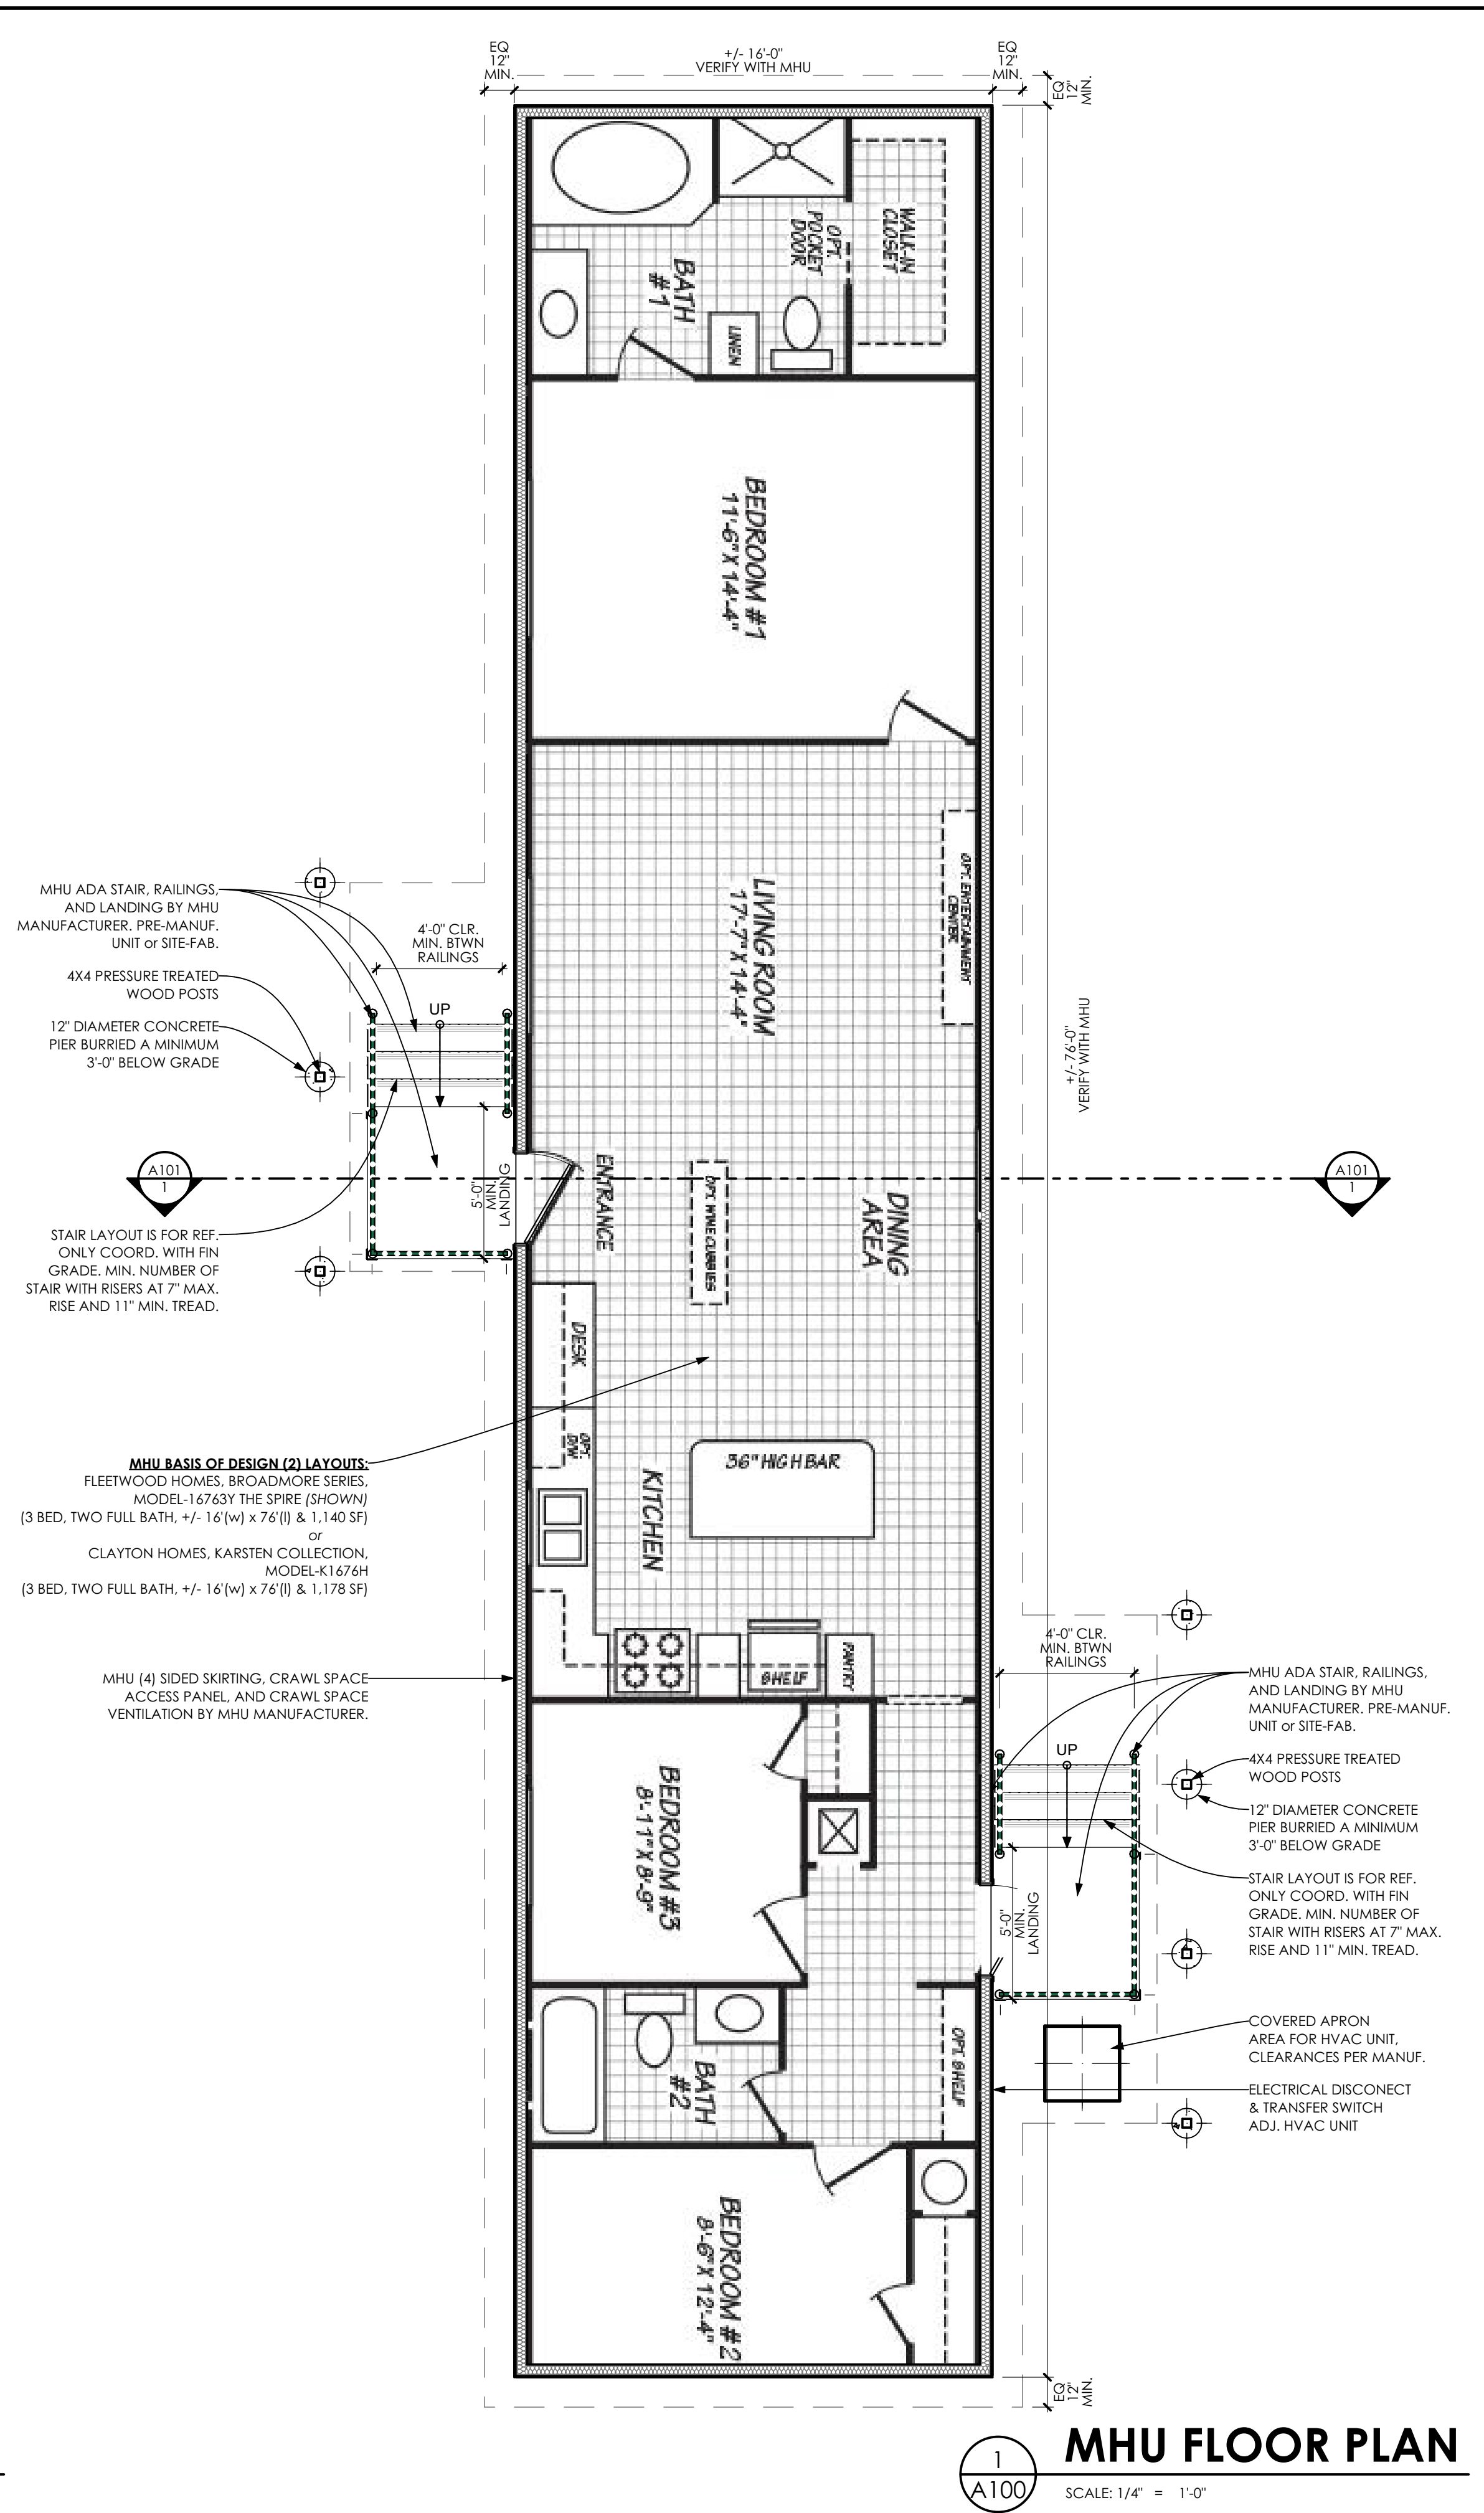 EQ
12"
MIN.
+/- 16'-0"
VERIFY WITH MHU
EQ
12"
MIN.
EQ
12"
MIN.
WALK-IN
CLOSET
OPT.
POCKET
DOOR
BATH
#1
LINEN
BEDROOM #1
11'-6" X 14'-4"
OPT. ENTERTAINMENT
CENTER
LIVING ROOM
17'-7" X 14'-4"
MHU ADA STAIR, RAILINGS,
AND LANDING BY MHU
MANUFACTURER. PRE-MANUF.
UNIT or SITE-FAB.
4'-0" CLR.
MIN. BTWN
RAILINGS
4X4 PRESSURE TREATED
WOOD POSTS
UP
12" DIAMETER CONCRETE
PIER BURRIED A MINIMUM
3'-0" BELOW GRADE
+/- 76'-0"
VERIFY WITH MHU
A101
1
5'-0"
MIN.
LANDING
ENTRANCE
OPT. WINE CUBBIES
DINING
AREA
A101
1
STAIR LAYOUT IS FOR REF.
ONLY COORD. WITH FIN
GRADE. MIN. NUMBER OF
STAIR WITH RISERS AT 7" MAX.
RISE AND 11" MIN. TREAD.
DESK
OPT.
D/W
36" HIGH BAR
KITCHEN
MHU BASIS OF DESIGN (2) LAYOUTS:
FLEETWOOD HOMES, BROADMORE SERIES,
MODEL-16763Y THE SPIRE (SHOWN)
(3 BED, TWO FULL BATH, +/- 16'(w) x 76'(l) & 1,140 SF)
or
CLAYTON HOMES, KARSTEN COLLECTION,
MODEL-K1676H
(3 BED, TWO FULL BATH, +/- 16'(w) x 76'(l) & 1,178 SF)
SHELF
PANTRY
MHU (4) SIDED SKIRTING, CRAWL SPACE
ACCESS PANEL, AND CRAWL SPACE
VENTILATION BY MHU MANUFACTURER.
4'-0" CLR.
MIN. BTWN
RAILINGS
MHU ADA STAIR, RAILINGS,
AND LANDING BY MHU
MANUFACTURER. PRE-MANUF.
UNIT or SITE-FAB.
UP
4X4 PRESSURE TREATED
WOOD POSTS
12" DIAMETER CONCRETE
PIER BURRIED A MINIMUM
3'-0" BELOW GRADE
BEDROOM #3
8'-11" X 8'-9"
5'-0"
MIN.
LANDING
STAIR LAYOUT IS FOR REF.
ONLY COORD. WITH FIN
GRADE. MIN. NUMBER OF
STAIR WITH RISERS AT 7" MAX.
RISE AND 11" MIN. TREAD.
BATH
#2
OPT. SHELF
COVERED APRON
AREA FOR HVAC UNIT,
CLEARANCES PER MANUF.
ELECTRICAL DISCONECT
& TRANSFER SWITCH
ADJ. HVAC UNIT
BEDROOM #2
8'-6" X 12'-4"
EQ
12"
MIN.
1
A100
MHU FLOOR PLAN
SCALE: 1/4" = 1'-0"